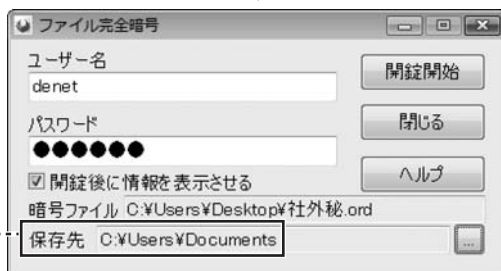 ファイル完全暗号
ユーザー名
denet
開錠開始
パスワード
●●●●●●
閉じる
開錠後に情報を表示させる
ヘルプ
暗号ファイル C:¥Users¥Desktop¥社外秘.ord
保存先 C:¥Users¥Documents
...